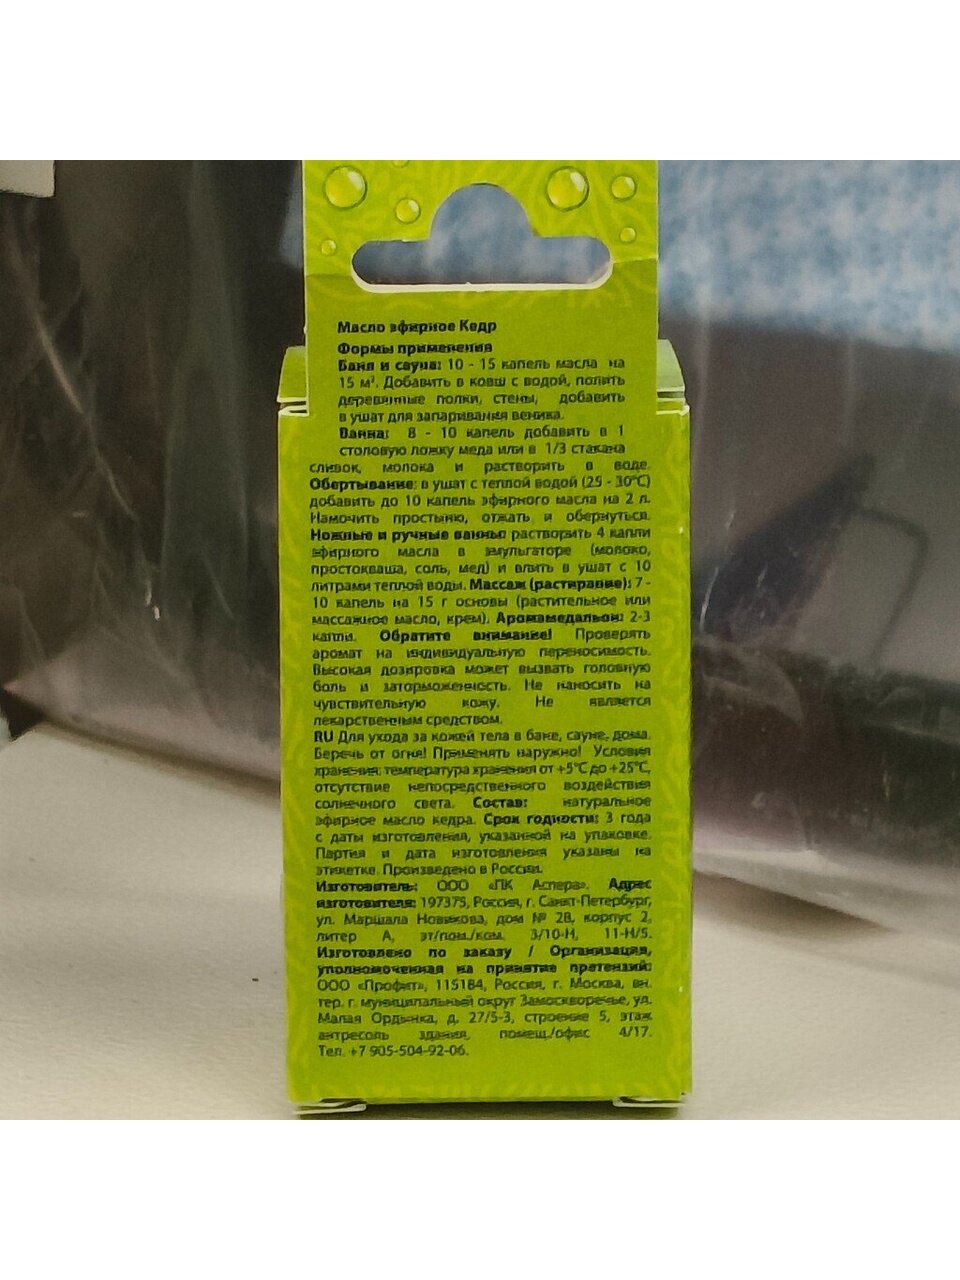 Масло эфирное Кедр
Формы применения
Баня и сауна: 10 - 15 капель масла на
15 м³. Добавить в ковш с водой, полить
деревянные полки, стены, добавить
в ушат для запаривания веника.
Ванна: 8 - 10 капель добавить в 1
столовую ложку меда или в 1/3 стакана
сливок, молока и растворить в воде.
Обертывание: в ушат с теплой водой (25 - 30°С)
добавить до 10 капель эфирного масла на 2 л.
Намочить простыню, отжать и обернуться.
Ножные и ручные ванны: растворить 4 капли
эфирного масла в эмульгаторе (молоко,
простокваша, соль, мед) и влить в ушат с 10
литрами теплой воды. Массаж (растирание): 7 -
10 капель на 15 г основы (растительное или
массажное масло, крем). Аромамедальон: 2-3
капли. Обратите внимание! Проверять
аромат на индивидуальную переносимость.
Высокая дозировка может вызвать головную
боль и заторможенность. Не наносить на
чувствительную кожу. Не является
лекарственным средством.
RU Для ухода за кожей тела в бане, сауне, дома.
Беречь от огня! Применять наружно! Условия
хранения: температура хранения от +5°С до +25°С,
отсутствие непосредственного воздействия
солнечного света. Состав: натуральное
эфирное масло кедра. Срок годности: 3 года
с даты изготовления, указанной на упаковке.
Партия и дата изготовления указаны на
этикетке. Произведено в России.
Изготовитель: ООО «ПК Аспера». Адрес
изготовителя: 197375, Россия, г. Санкт-Петербург,
ул. Маршала Новикова, дом № 28, корпус 2,
литер А, эт/пом./ком. 3/10-Н, 11-Н/5.
Изготовлено по заказу / Организация,
уполномоченная на принятие претензий:
ООО «Профит», 115184, Россия, г. Москва, вн.
тер. г. муниципальный округ Замоскворечье, ул.
Малая Ордынка, д. 27/5-3, строение 5, этаж
антресоль здания, помещ./офис 4/17.
Тел. +7 905-504-92-06.